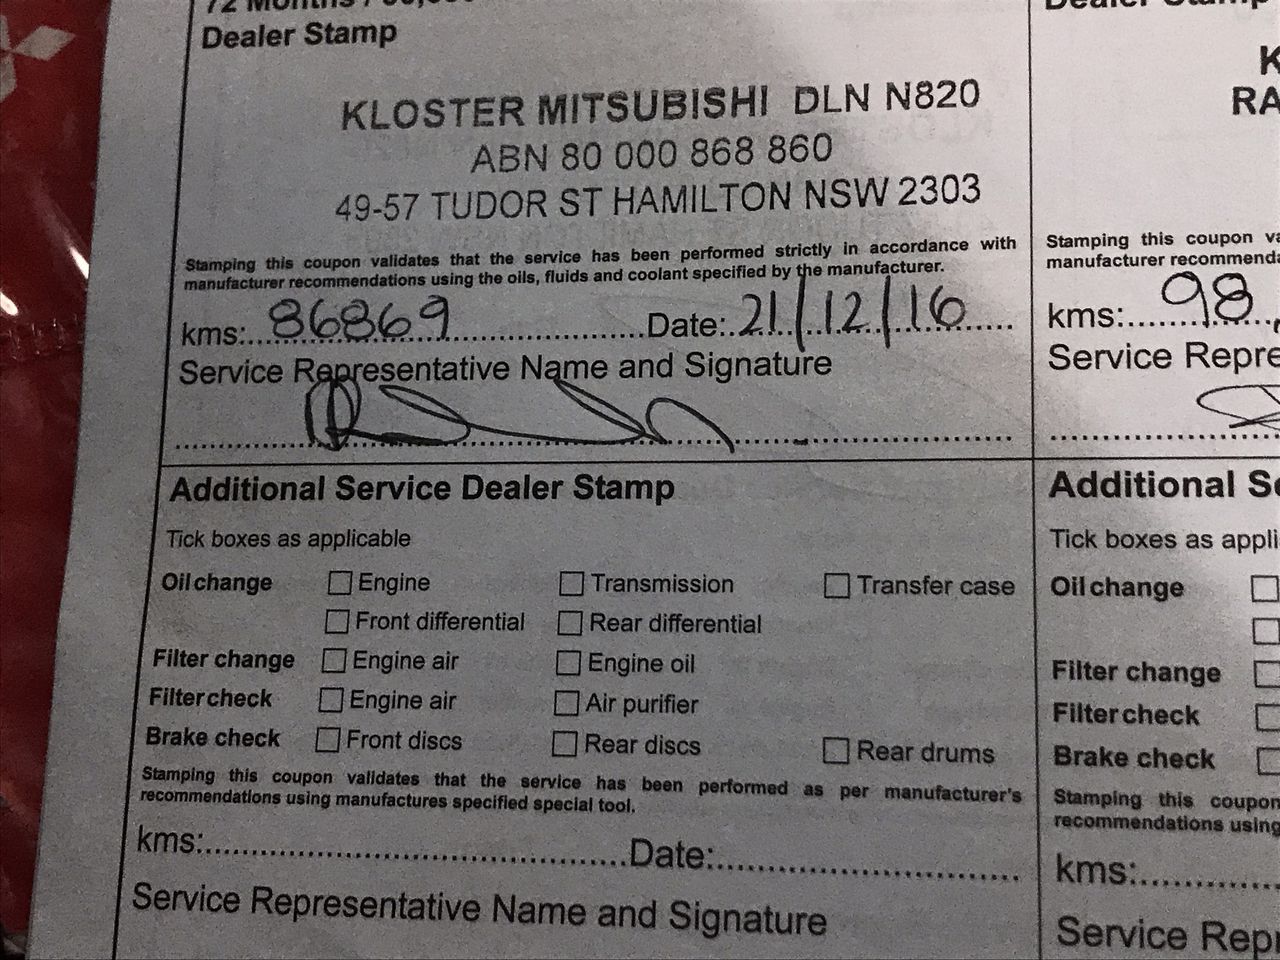 72 Months
Dealer Stamp
KLOSTER MITSUBISHI DLN N820
ABN 80 000 868 860
49-57 TUDOR ST HAMILTON NSW 2303
Stamping this coupon validates that the service has been performed strictly in accordance with
manufacturer recommendations using the oils, fluids and coolant specified by the manufacturer.
kms: 86869 Date: 21/12/16
Service Representative Name and Signature
Additional Service Dealer Stamp
Tick boxes as applicable
Oil change Engine Transmission Transfer case
Front differential Rear differential
Filter change Engine air Engine oil
Filter check Engine air Air purifier
Brake check Front discs Rear discs Rear drums
Stamping this coupon validates that the service has been performed as per manufacturer's
recommendations using manufactures specified special tool.
kms: Date:
Service Representative Name and Signature
Dealer Stamp
K
RA
Stamping this coupon va
manufacturer recommenda
kms: 98
Service Repre
Additional Se
Tick boxes as appli
Oil change
Filter change
Filter check
Brake check
Stamping this coupon
recommendations using
kms:
Service Rep